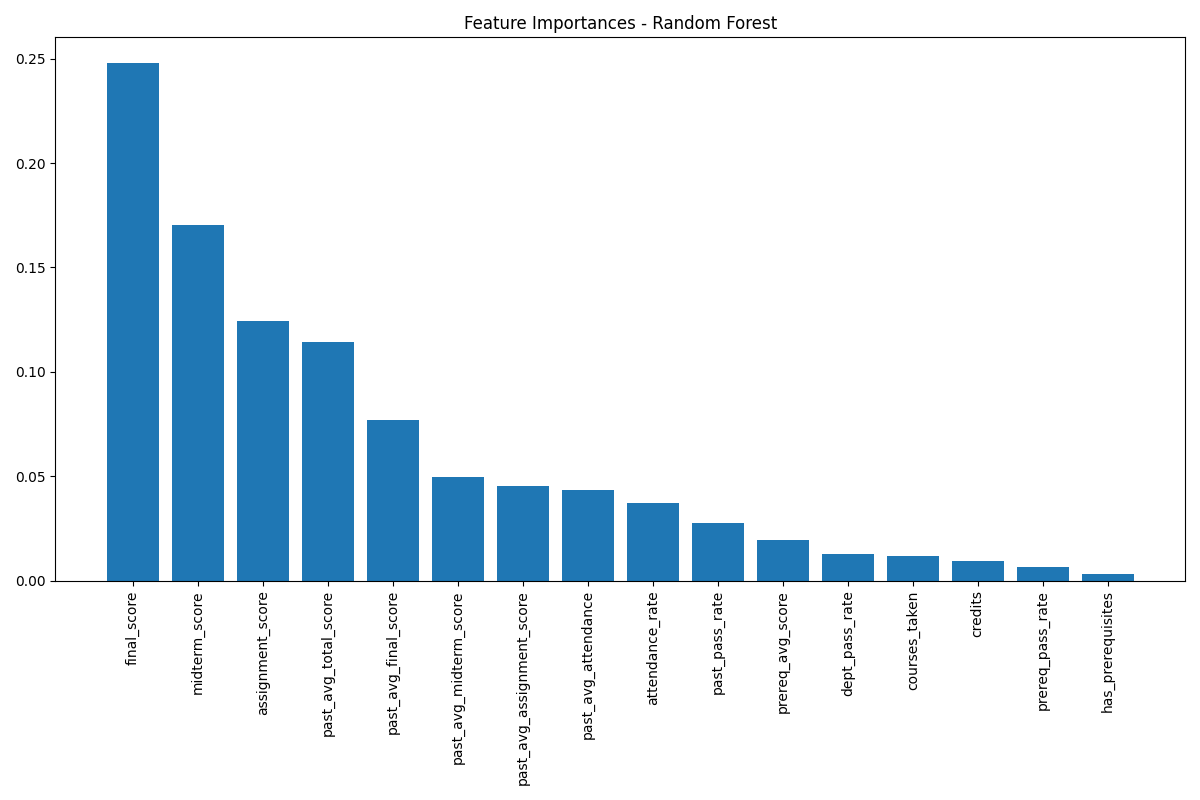 Feature Importances - Random Forest
0.25
0.20
0.15
0.10
0.05
0.00
final_score
midterm_score
assignment_score
past_avg_total_score
past_avg_final_score
past_avg_midterm_score
past_avg_assignment_score
past_avg_attendance
attendance_rate
past_pass_rate
prereq_avg_score
dept_pass_rate
courses_taken
credits
prereq_pass_rate
has_prerequisites